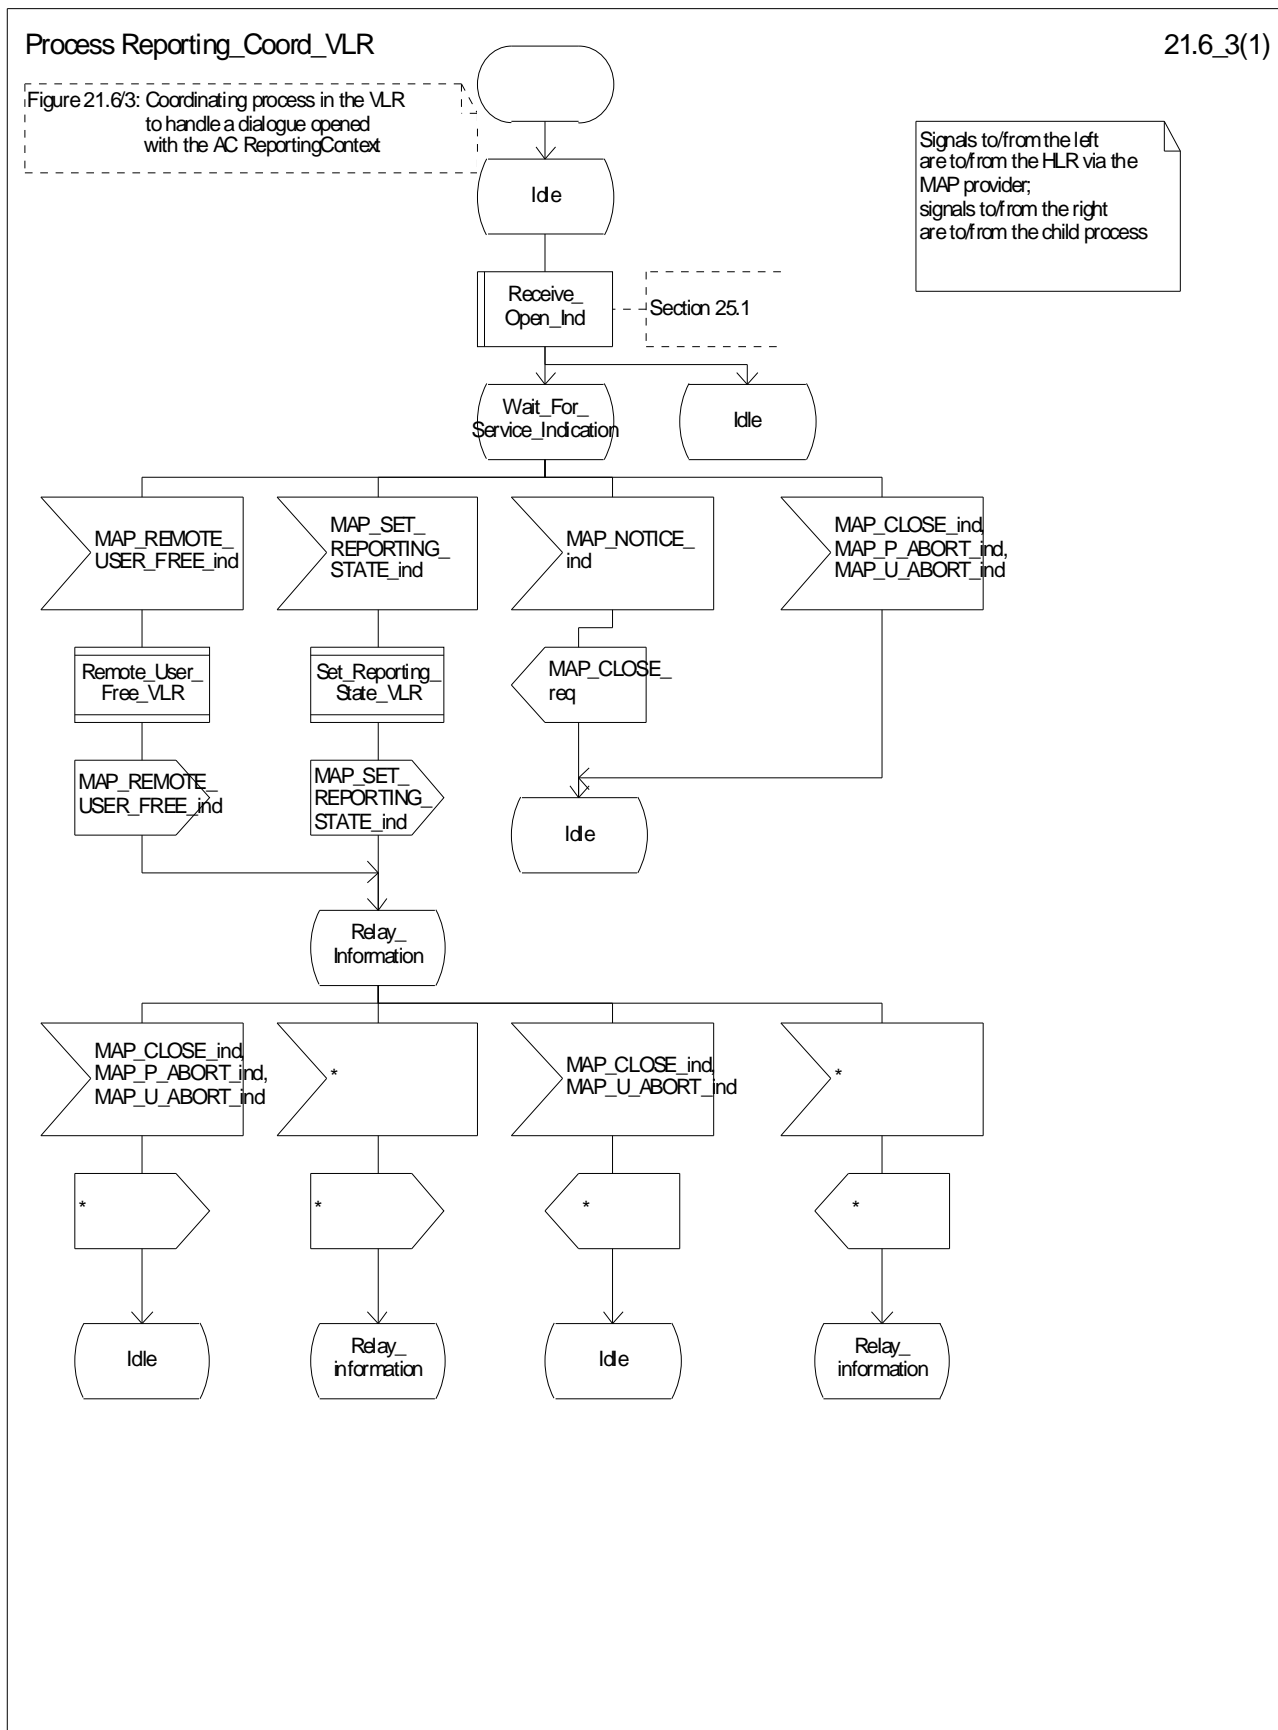 Process Reporting_Coord_VLR
21.6_3(1)
Figure 21.6/3: Coordinating process in the VLR
to handle a dialogue opened
with the AC ReportingContext
Signals to/from the left
are to/from the HLR via the
MAP provider;
signals to/from the right
are to/from the child process
Idle
Receive_
Open_Ind
Section 25.1
Wait_For_
Service_Indication
Idle
MAP_REMOTE_
USER_FREE_ind
MAP_SET_
REPORTING_
STATE_ind
MAP_NOTICE_
ind
MAP_CLOSE_ind,
MAP_P_ABORT_ind,
MAP_U_ABORT_ind
Remote_User_
Free_VLR
Set_Reporting_
State_VLR
MAP_CLOSE_
req
MAP_REMOTE_
USER_FREE_ind
MAP_SET_
REPORTING_
STATE_ind
Idle
Relay_
Information
MAP_CLOSE_ind,
MAP_P_ABORT_ind,
MAP_U_ABORT_ind
*
MAP_CLOSE_ind,
MAP_U_ABORT_ind
*
*
*
*
*
Idle
Relay_
information
Idle
Relay_
information